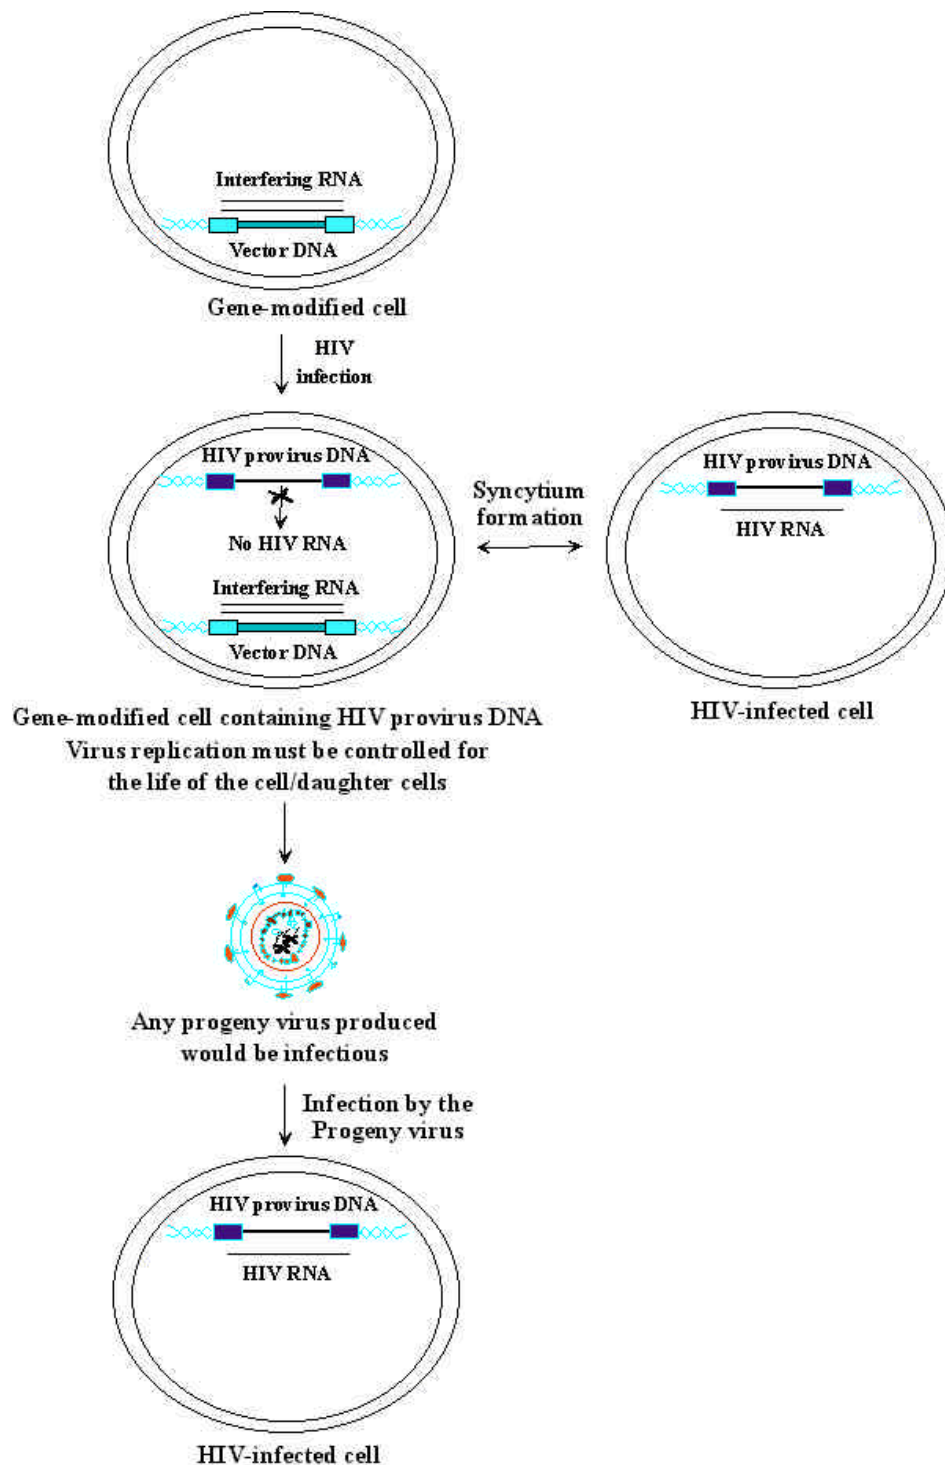 Interfering RNA
Vector DNA
Gene-modified cell
HIV
infection
HIV provirus DNA
No HIV RNA
Interfering RNA
Vector DNA
Syncytium
formation
HIV provirus DNA
HIV RNA
HIV-infected cell
Gene-modified cell containing HIV provirus DNA
Virus replication must be controlled for
the life of the cell/daughter cells
Any progeny virus produced
would be infectious
Infection by the
Progeny virus
HIV provirus DNA
HIV RNA
HIV-infected cell